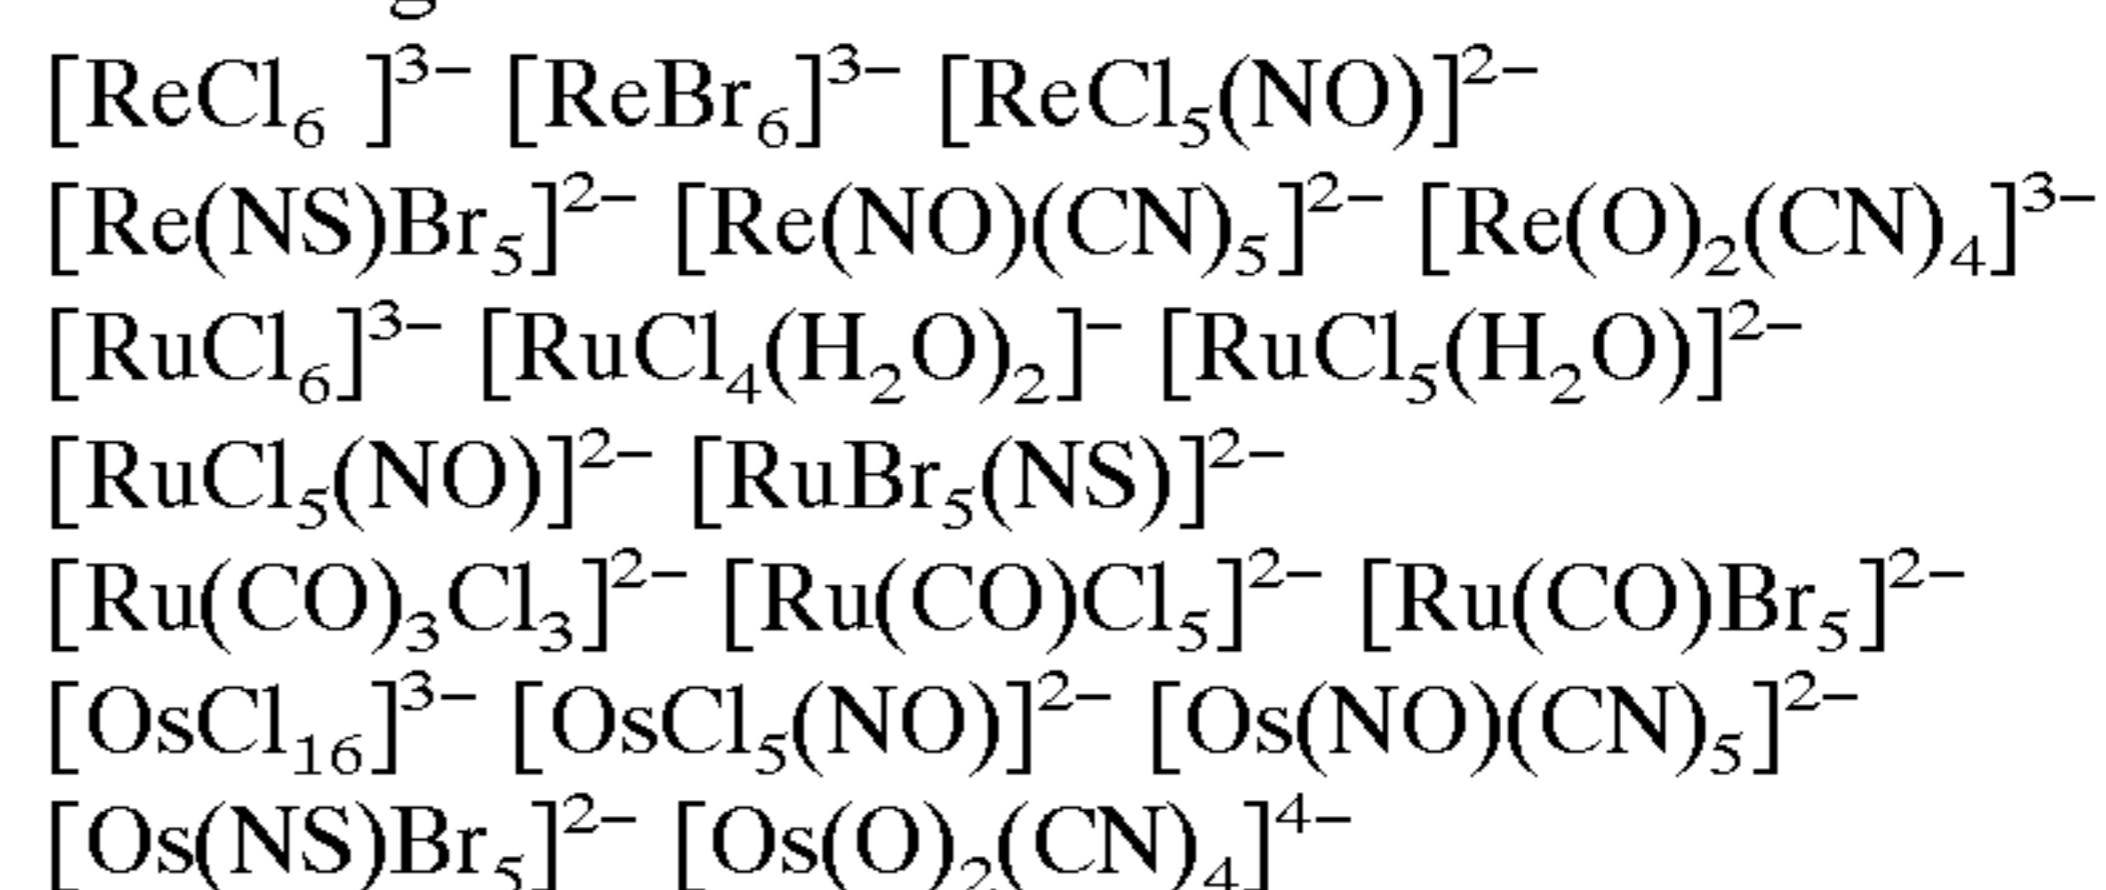 [ReCl₆ ]³⁻ [ReBr₆]³⁻ [ReCl₅(NO)]²⁻
[Re(NS)Br₅]²⁻ [Re(NO)(CN)₅]²⁻ [Re(O)₂(CN)₄]³⁻
[RuCl₆]³⁻ [RuCl₄(H₂O)₂]⁻ [RuCl₅(H₂O)]²⁻
[RuCl₅(NO)]²⁻ [RuBr₅(NS)]²⁻
[Ru(CO)₃Cl₃]²⁻ [Ru(CO)Cl₅]²⁻ [Ru(CO)Br₅]²⁻
[OsCl₁₆]³⁻ [OsCl₅(NO)]²⁻ [Os(NO)(CN)₅]²⁻
[Os(NS)Br₅]²⁻ [Os(O)₂(CN)₄]⁴⁻